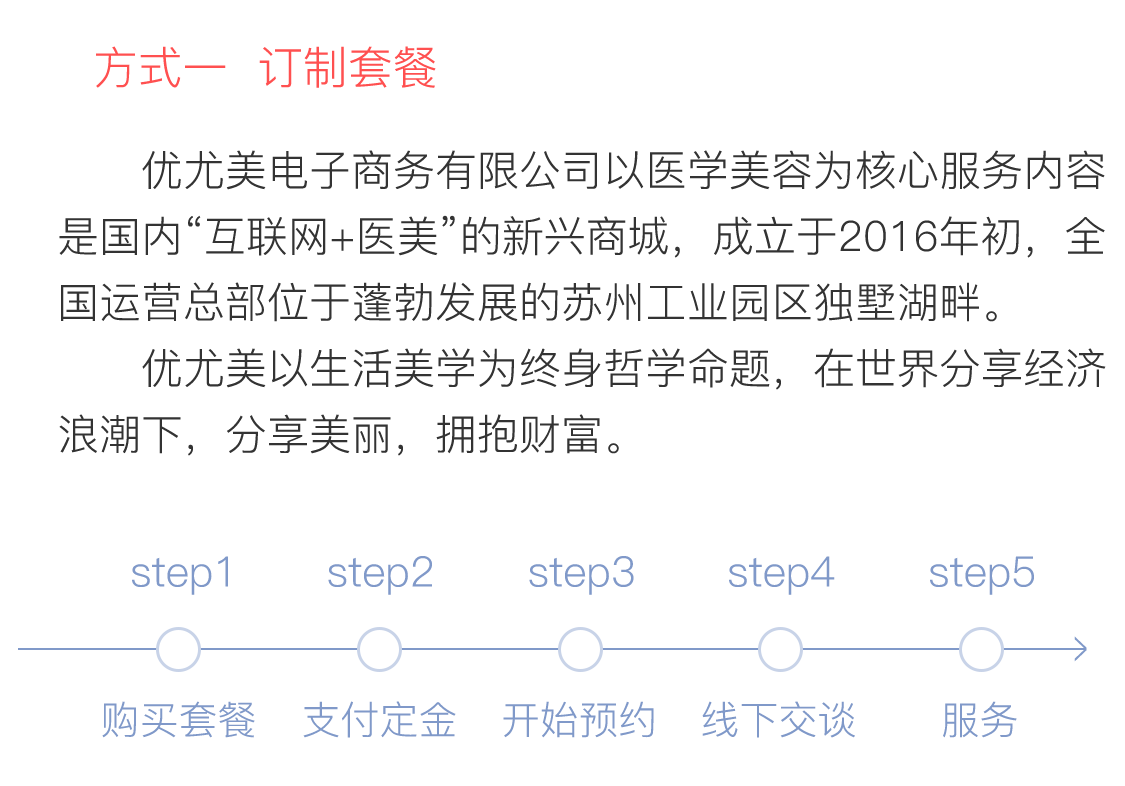 方式一 订制套餐
优尤美电子商务有限公司以医学美容为核心服务内容
是国内“互联网+医美”的新兴商城，成立于2016年初，全
国运营总部位于蓬勃发展的苏州工业园区独墅湖畔。
优尤美以生活美学为终身哲学命题，在世界分享经济
浪潮下，分享美丽，拥抱财富。
step1 step2 step3 step4 step5
购买套餐 支付定金 开始预约 线下交谈 服务